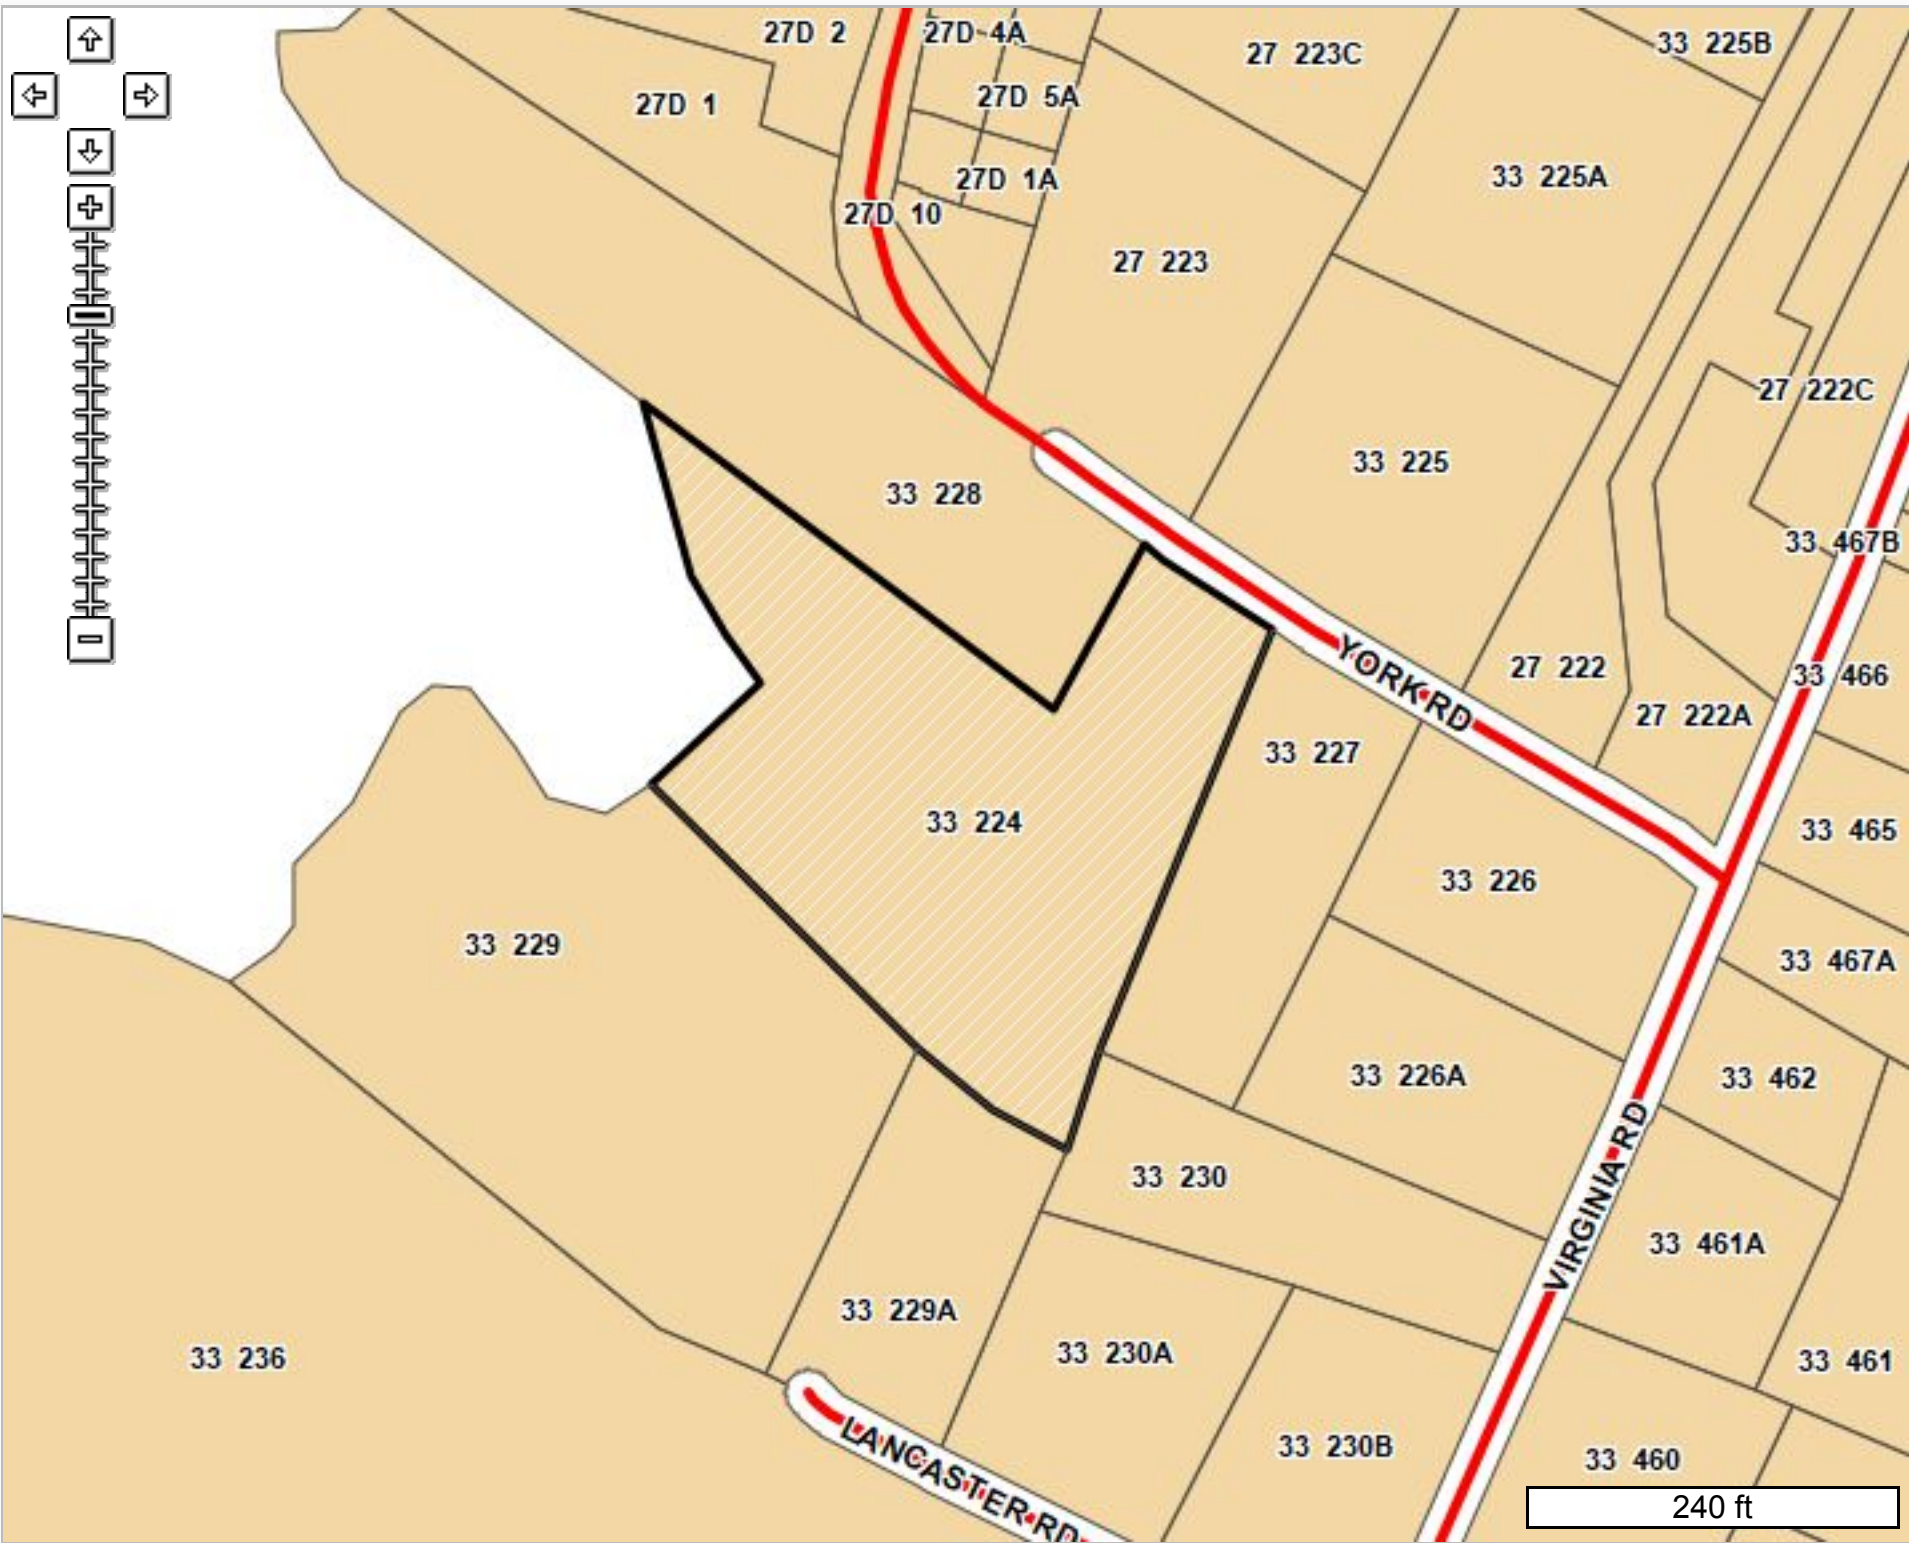 27D 2
27D 4A
27 223C
33 225B
27D 1
27D 5A
27D 1A
33 225A
27D 10
27 223
27 222C
33 225
33 228
33 467B
YORK RD
27 222
33 466
27 222A
33 227
33 224
33 465
33 226
33 229
33 467A
33 226A
33 462
VIRGINIA RD
33 230
33 461A
33 229A
33 230A
33 236
33 461
LANCASTER RD
33 230B
33 460
240 ft